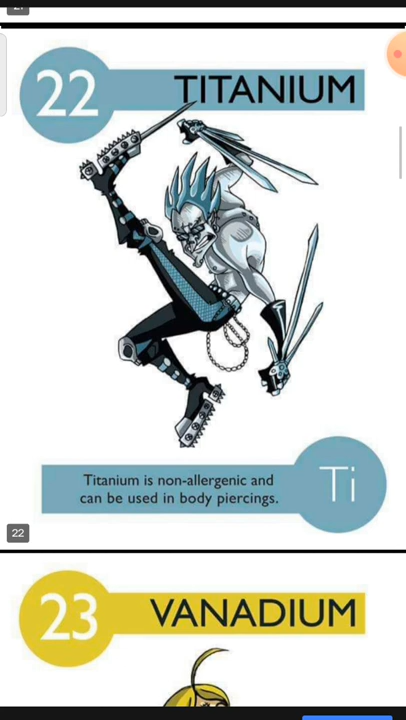 22
TITANIUM
Titanium is non-allergenic and
can be used in body piercings.
Ti
22
23
VANADIUM